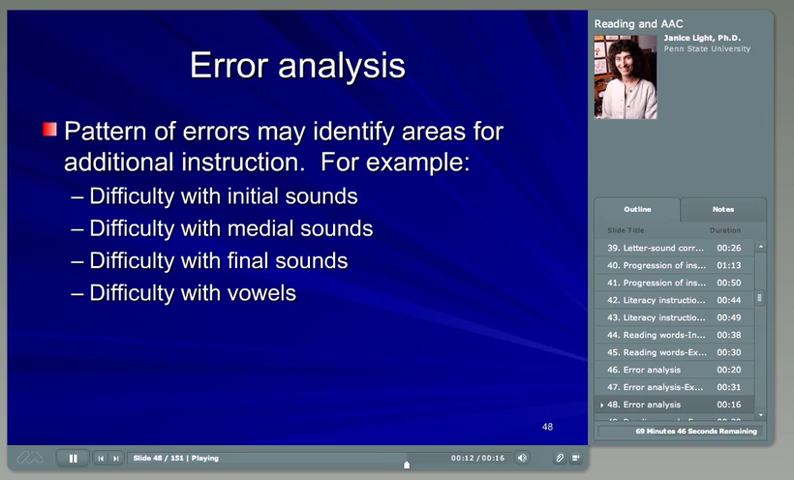 Error analysis
Pattern of errors may identify areas for
additional instruction.  For example:
– Difficulty with initial sounds
– Difficulty with medial sounds
– Difficulty with final sounds
– Difficulty with vowels
48
Reading and AAC
Janice Light, Ph.D.
Penn State University
Outline
Notes
Slide Title Duration
39. Letter-sound corr... 00:26
40. Progression of ins... 01:13
41. Progression of ins... 00:50
42. Literacy instructio... 00:44
43. Literacy instructio... 00:49
44. Reading words-In... 00:38
45. Reading words-Ex... 00:30
46. Error analysis 00:20
47. Error analysis-Ex... 00:31
48. Error analysis 00:16
69 Minutes 46 Seconds Remaining
Slide 48 / 151 | Playing
00:12 / 00:16